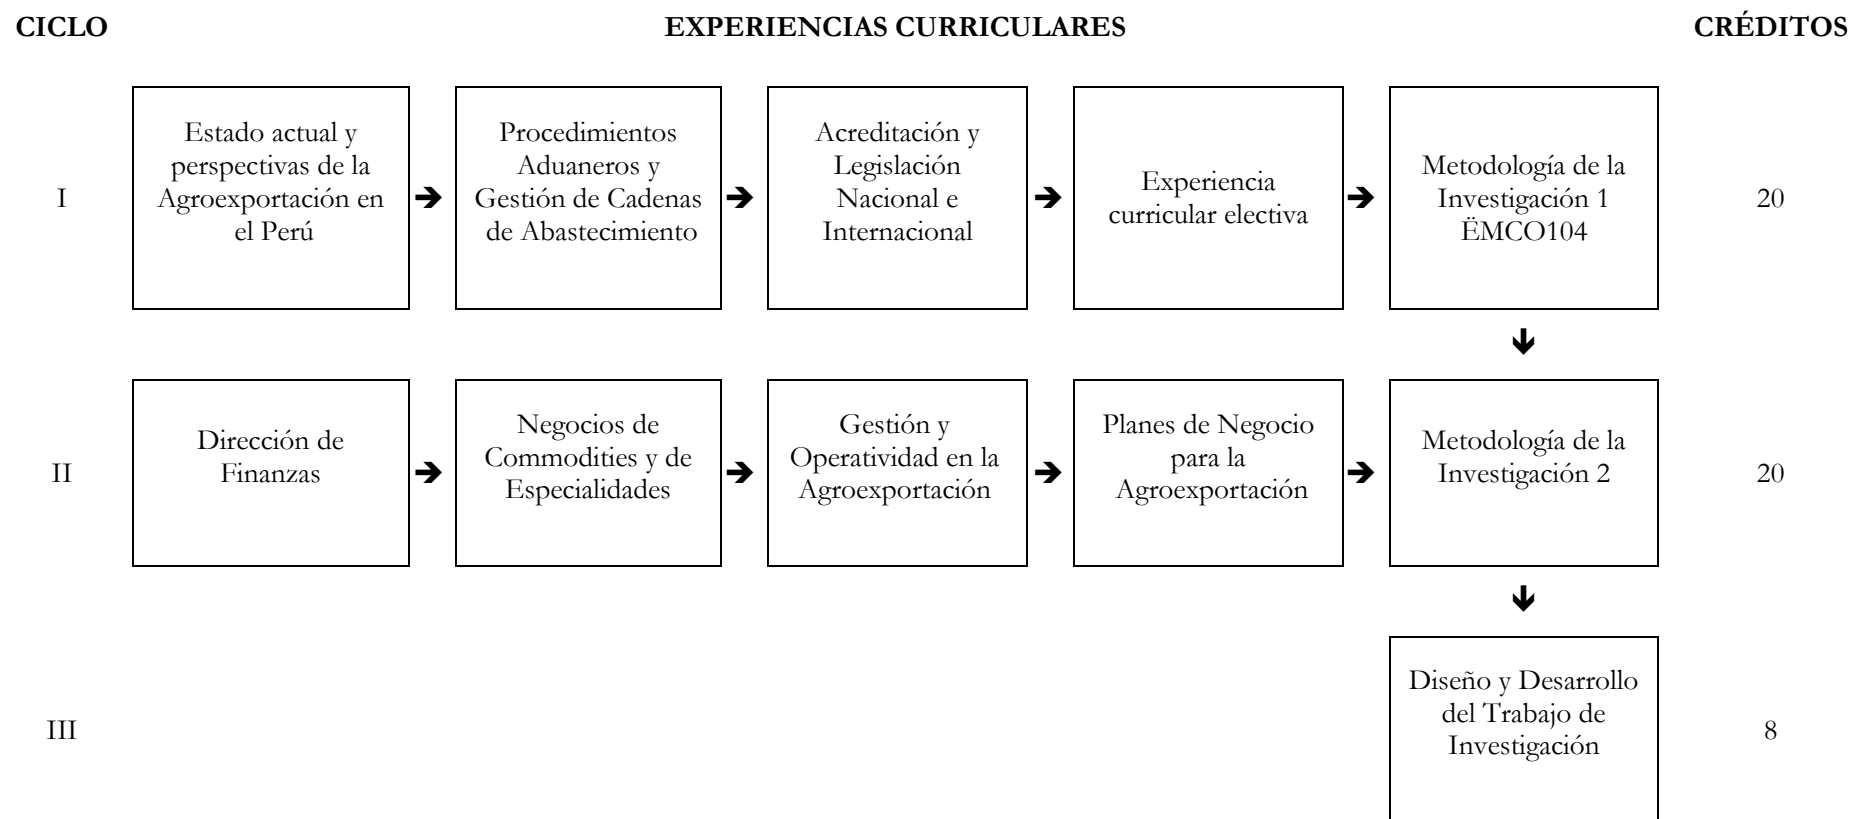 CICLO
EXPERIENCIAS CURRICULARES
CRÉDITOS
I
Estado actual y
perspectivas de la
Agroexportación en
el Perú
Procedimientos
Aduaneros y
Gestión de Cadenas
de Abastecimiento
Acreditación y
Legislación
Nacional e
Internacional
Experiencia
curricular electiva
Metodología de la
Investigación 1
ËMCO104
20
II
Dirección de
Finanzas
Negocios de
Commodities y de
Especialidades
Gestión y
Operatividad en la
Agroexportación
Planes de Negocio
para la
Agroexportación
Metodología de la
Investigación 2
20
III
Diseño y Desarrollo
del Trabajo de
Investigación
8